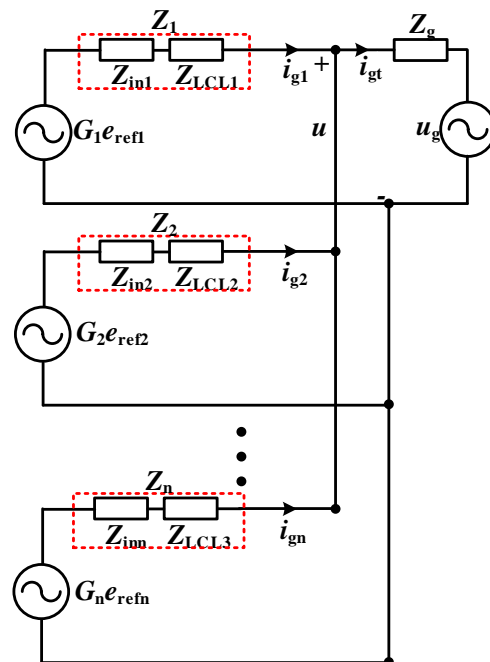 Z1
Zg
Zin1 ZLCL1
ig1 +
igt
G1eref1
u
ug
-
Z2
Zin2 ZLCL2
ig2
G2eref2
Zn
Zinn ZLCL3
ign
Gnerefn